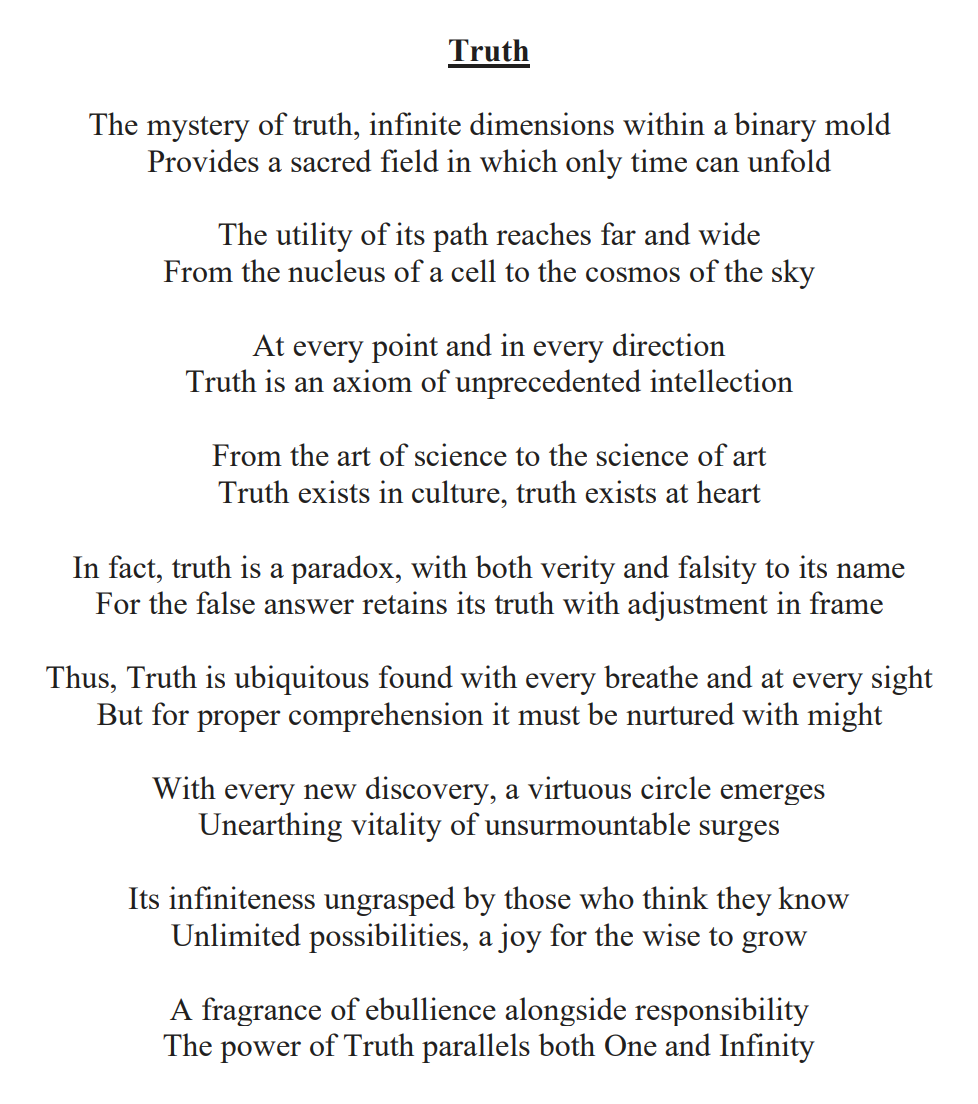 Truth
The mystery of truth, infinite dimensions within a binary mold
Provides a sacred field in which only time can unfold
The utility of its path reaches far and wide
From the nucleus of a cell to the cosmos of the sky
At every point and in every direction
Truth is an axiom of unprecedented intellection
From the art of science to the science of art
Truth exists in culture, truth exists at heart
In fact, truth is a paradox, with both verity and falsity to its name
For the false answer retains its truth with adjustment in frame
Thus, Truth is ubiquitous found with every breathe and at every sight
But for proper comprehension it must be nurtured with might
With every new discovery, a virtuous circle emerges
Unearthing vitality of unsurmountable surges
Its infiniteness ungrasped by those who think they know
Unlimited possibilities, a joy for the wise to grow
A fragrance of ebullience alongside responsibility
The power of Truth parallels both One and Infinity